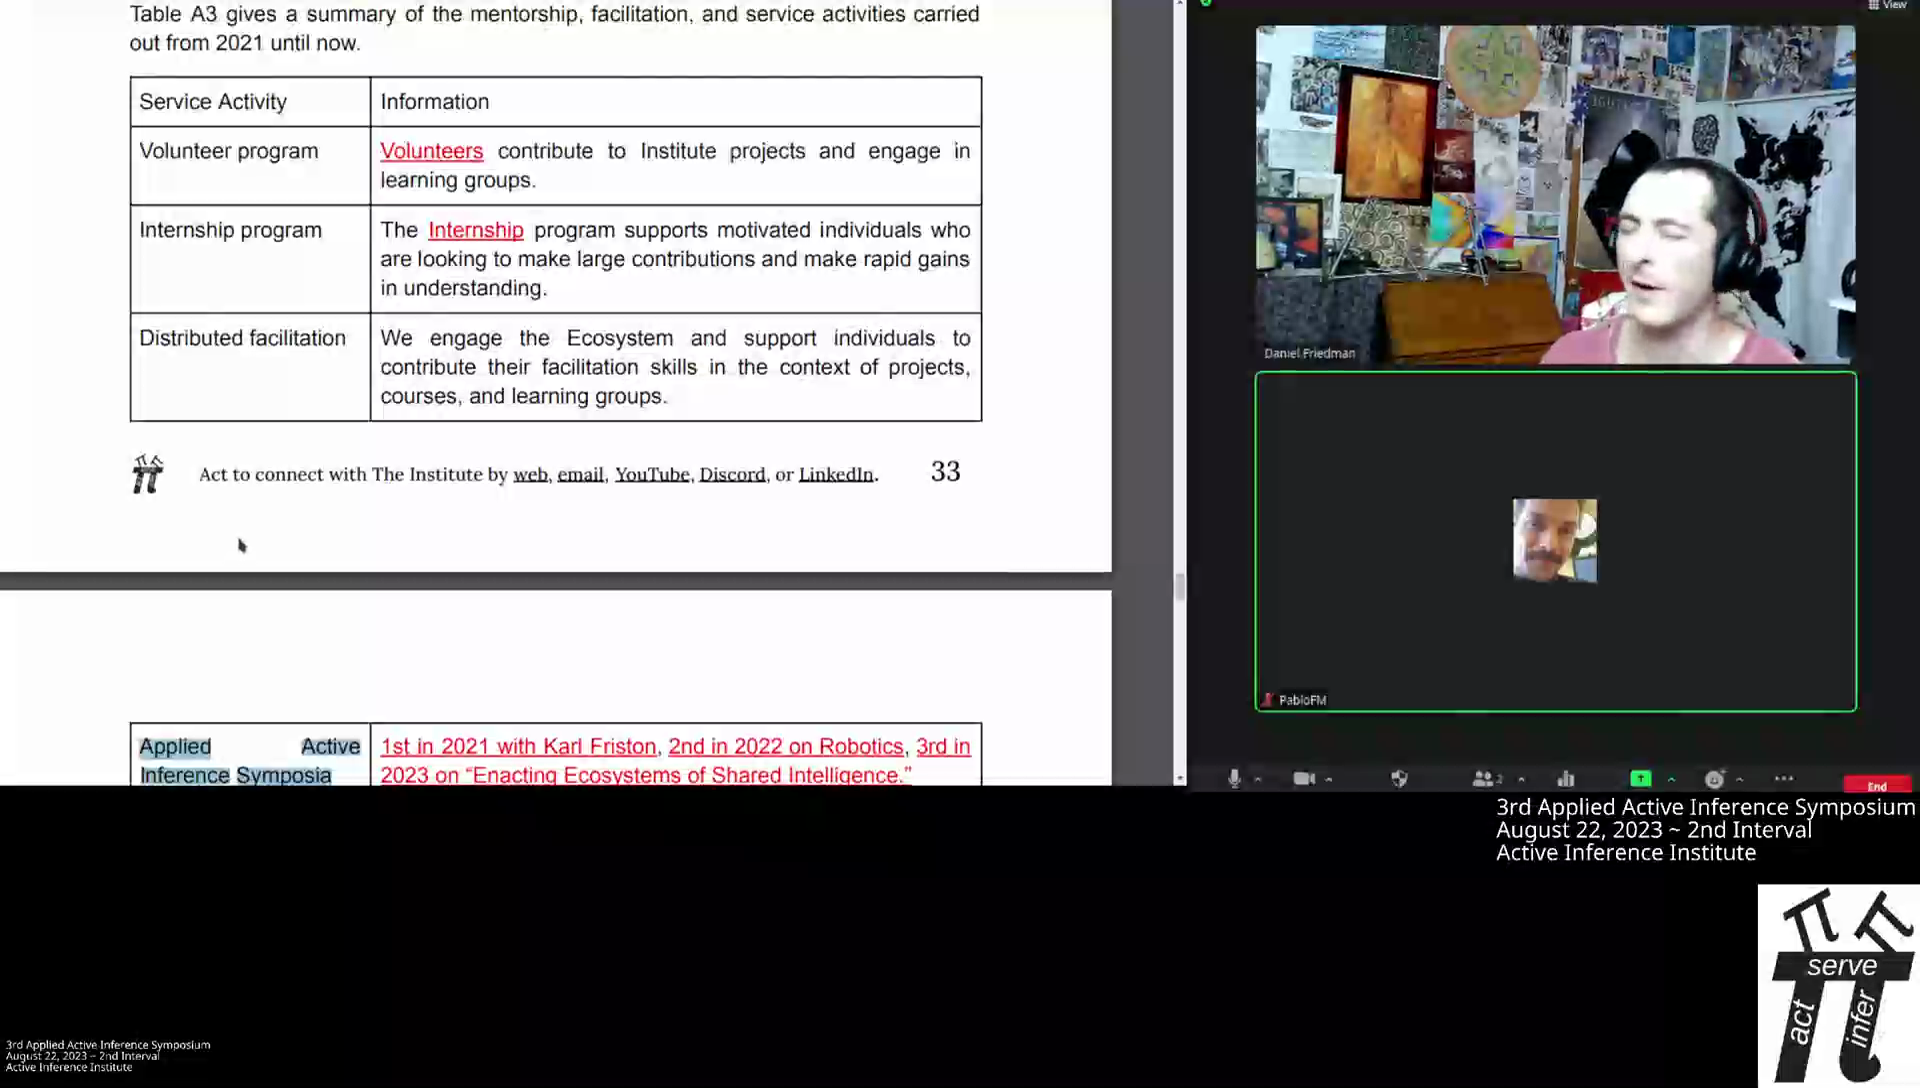 Table A3 gives a summary of the mentorship, facilitation, and service activities carried
out from 2021 until now.
Service Activity
Information
Volunteer program
Volunteers contribute to Institute projects and engage in
learning groups.
Internship program
The Internship program supports motivated individuals who
are looking to make large contributions and make rapid gains
in understanding.
Distributed facilitation
We engage the Ecosystem and support individuals to
contribute their facilitation skills in the context of projects,
courses, and learning groups.
Act to connect with The Institute by web, email, YouTube, Discord, or LinkedIn.
33
Applied Active
Inference Symposia
1st in 2021 with Karl Friston, 2nd in 2022 on Robotics, 3rd in
2023 on “Enacting Ecosystems of Shared Intelligence.”
View
Daniel Friedman
PabloFM
2
End
3rd Applied Active Inference Symposium
August 22, 2023 ~ 2nd Interval
Active Inference Institute
serve
act
infer
3rd Applied Active Inference Symposium
August 22, 2023 ~ 2nd Interval
Active Inference Institute